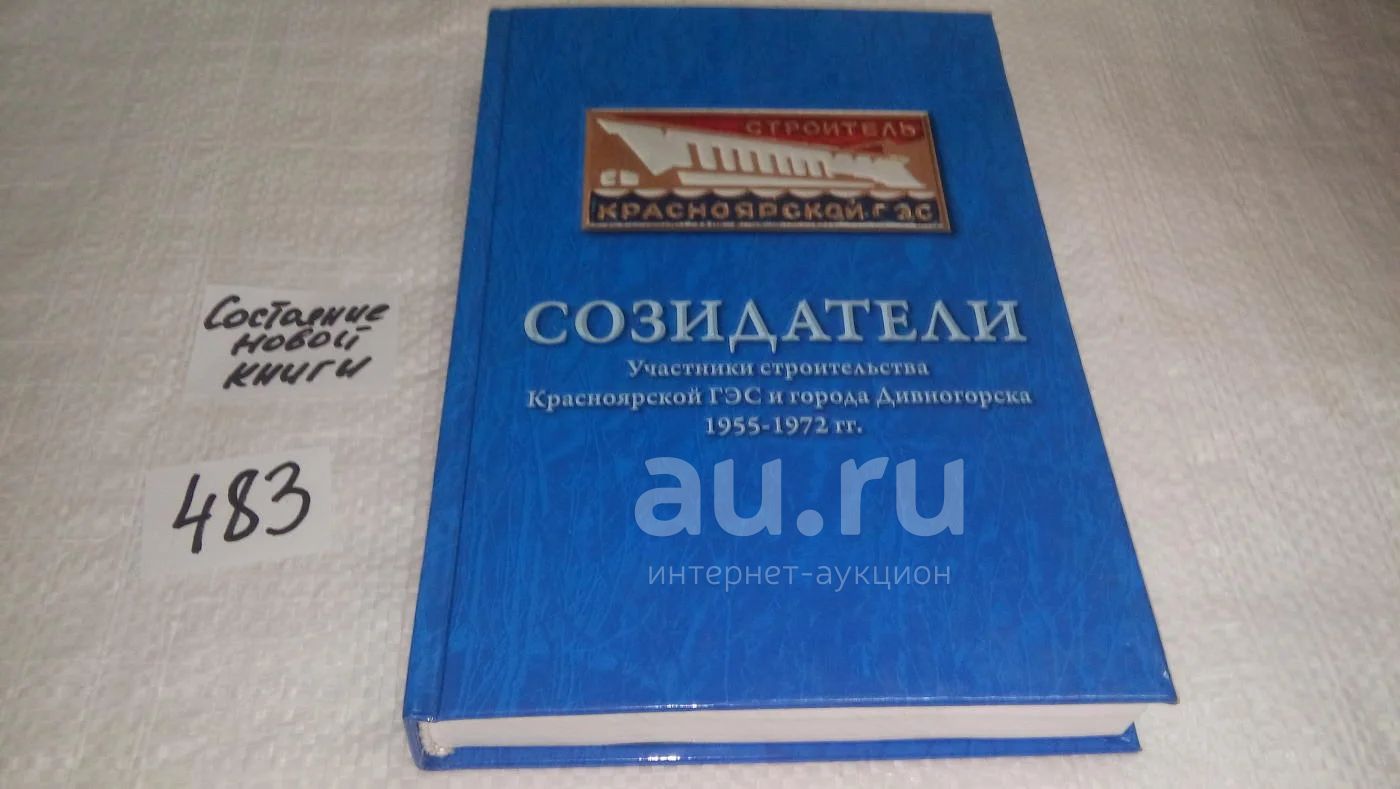 СТРОИТЕЛЬ
КРАСНОЯРСКОЙ ГЭС
СОЗИДАТЕЛИ
Участники строительства
Красноярской ГЭС и города Дивногорска
1955-1972 гг.
Состояние
новой
книги
483
au.ru
интернет-аукцион